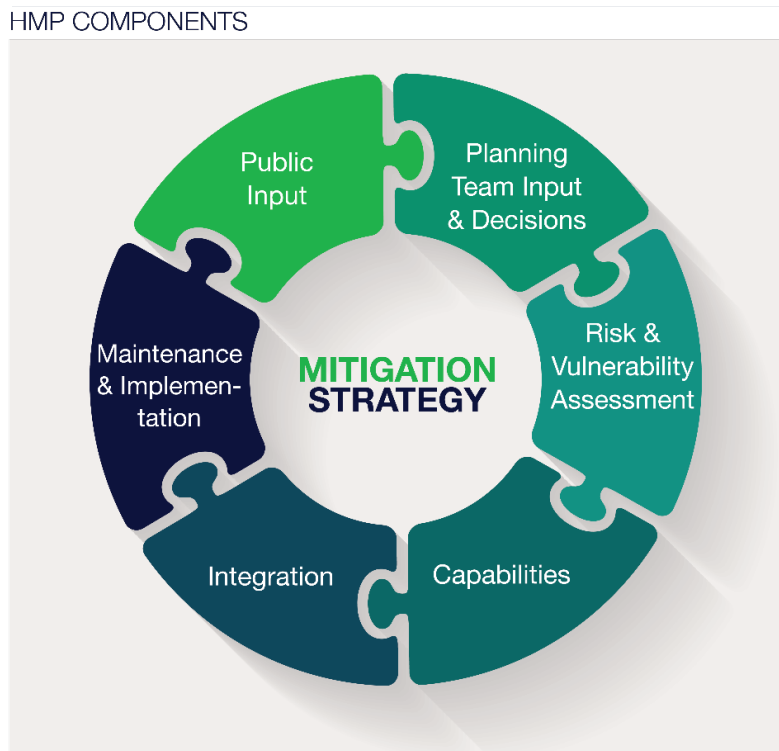 HMP COMPONENTS
Public
Input
Planning
Team Input
& Decisions
Risk &
Vulnerability
Assessment
Capabilities
Integration
Maintenance
& Implemen-
tation
MITIGATION
STRATEGY